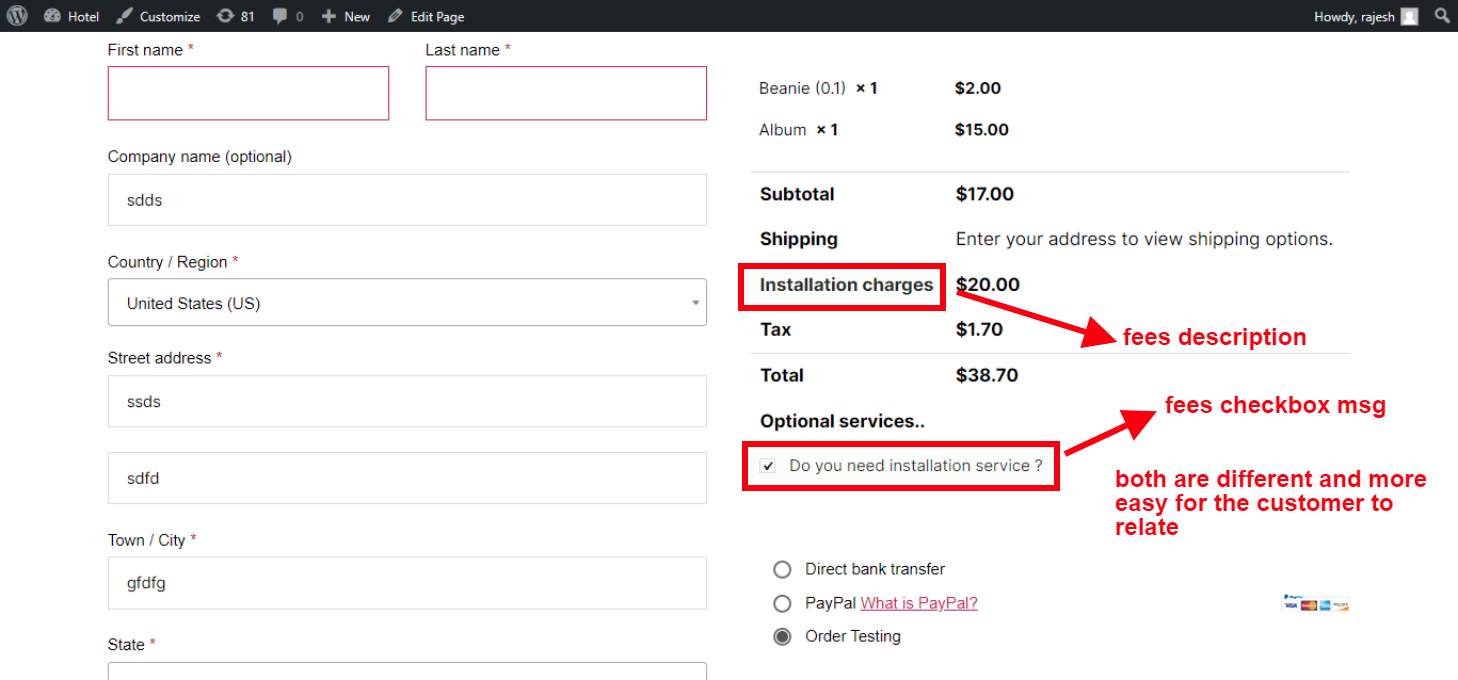 Hotel Customize 81 0 New Edit Page Howdy, rajesh
First name * Last name *
Beanie (0.1) × 1 $2.00
Album × 1 $15.00
Company name (optional)
sdds
Subtotal $17.00
Shipping Enter your address to view shipping options.
Country / Region *
United States (US)
Installation charges $20.00
Tax $1.70
fees description
Street address *
ssds
Total $38.70
fees checkbox msg
Optional services..
Do you need installation service ?
sdfd
both are different and more
easy for the customer to
relate
Town / City *
gfdfg
Direct bank transfer
PayPal What is PayPal?
PayPal
VISA
Order Testing
State *